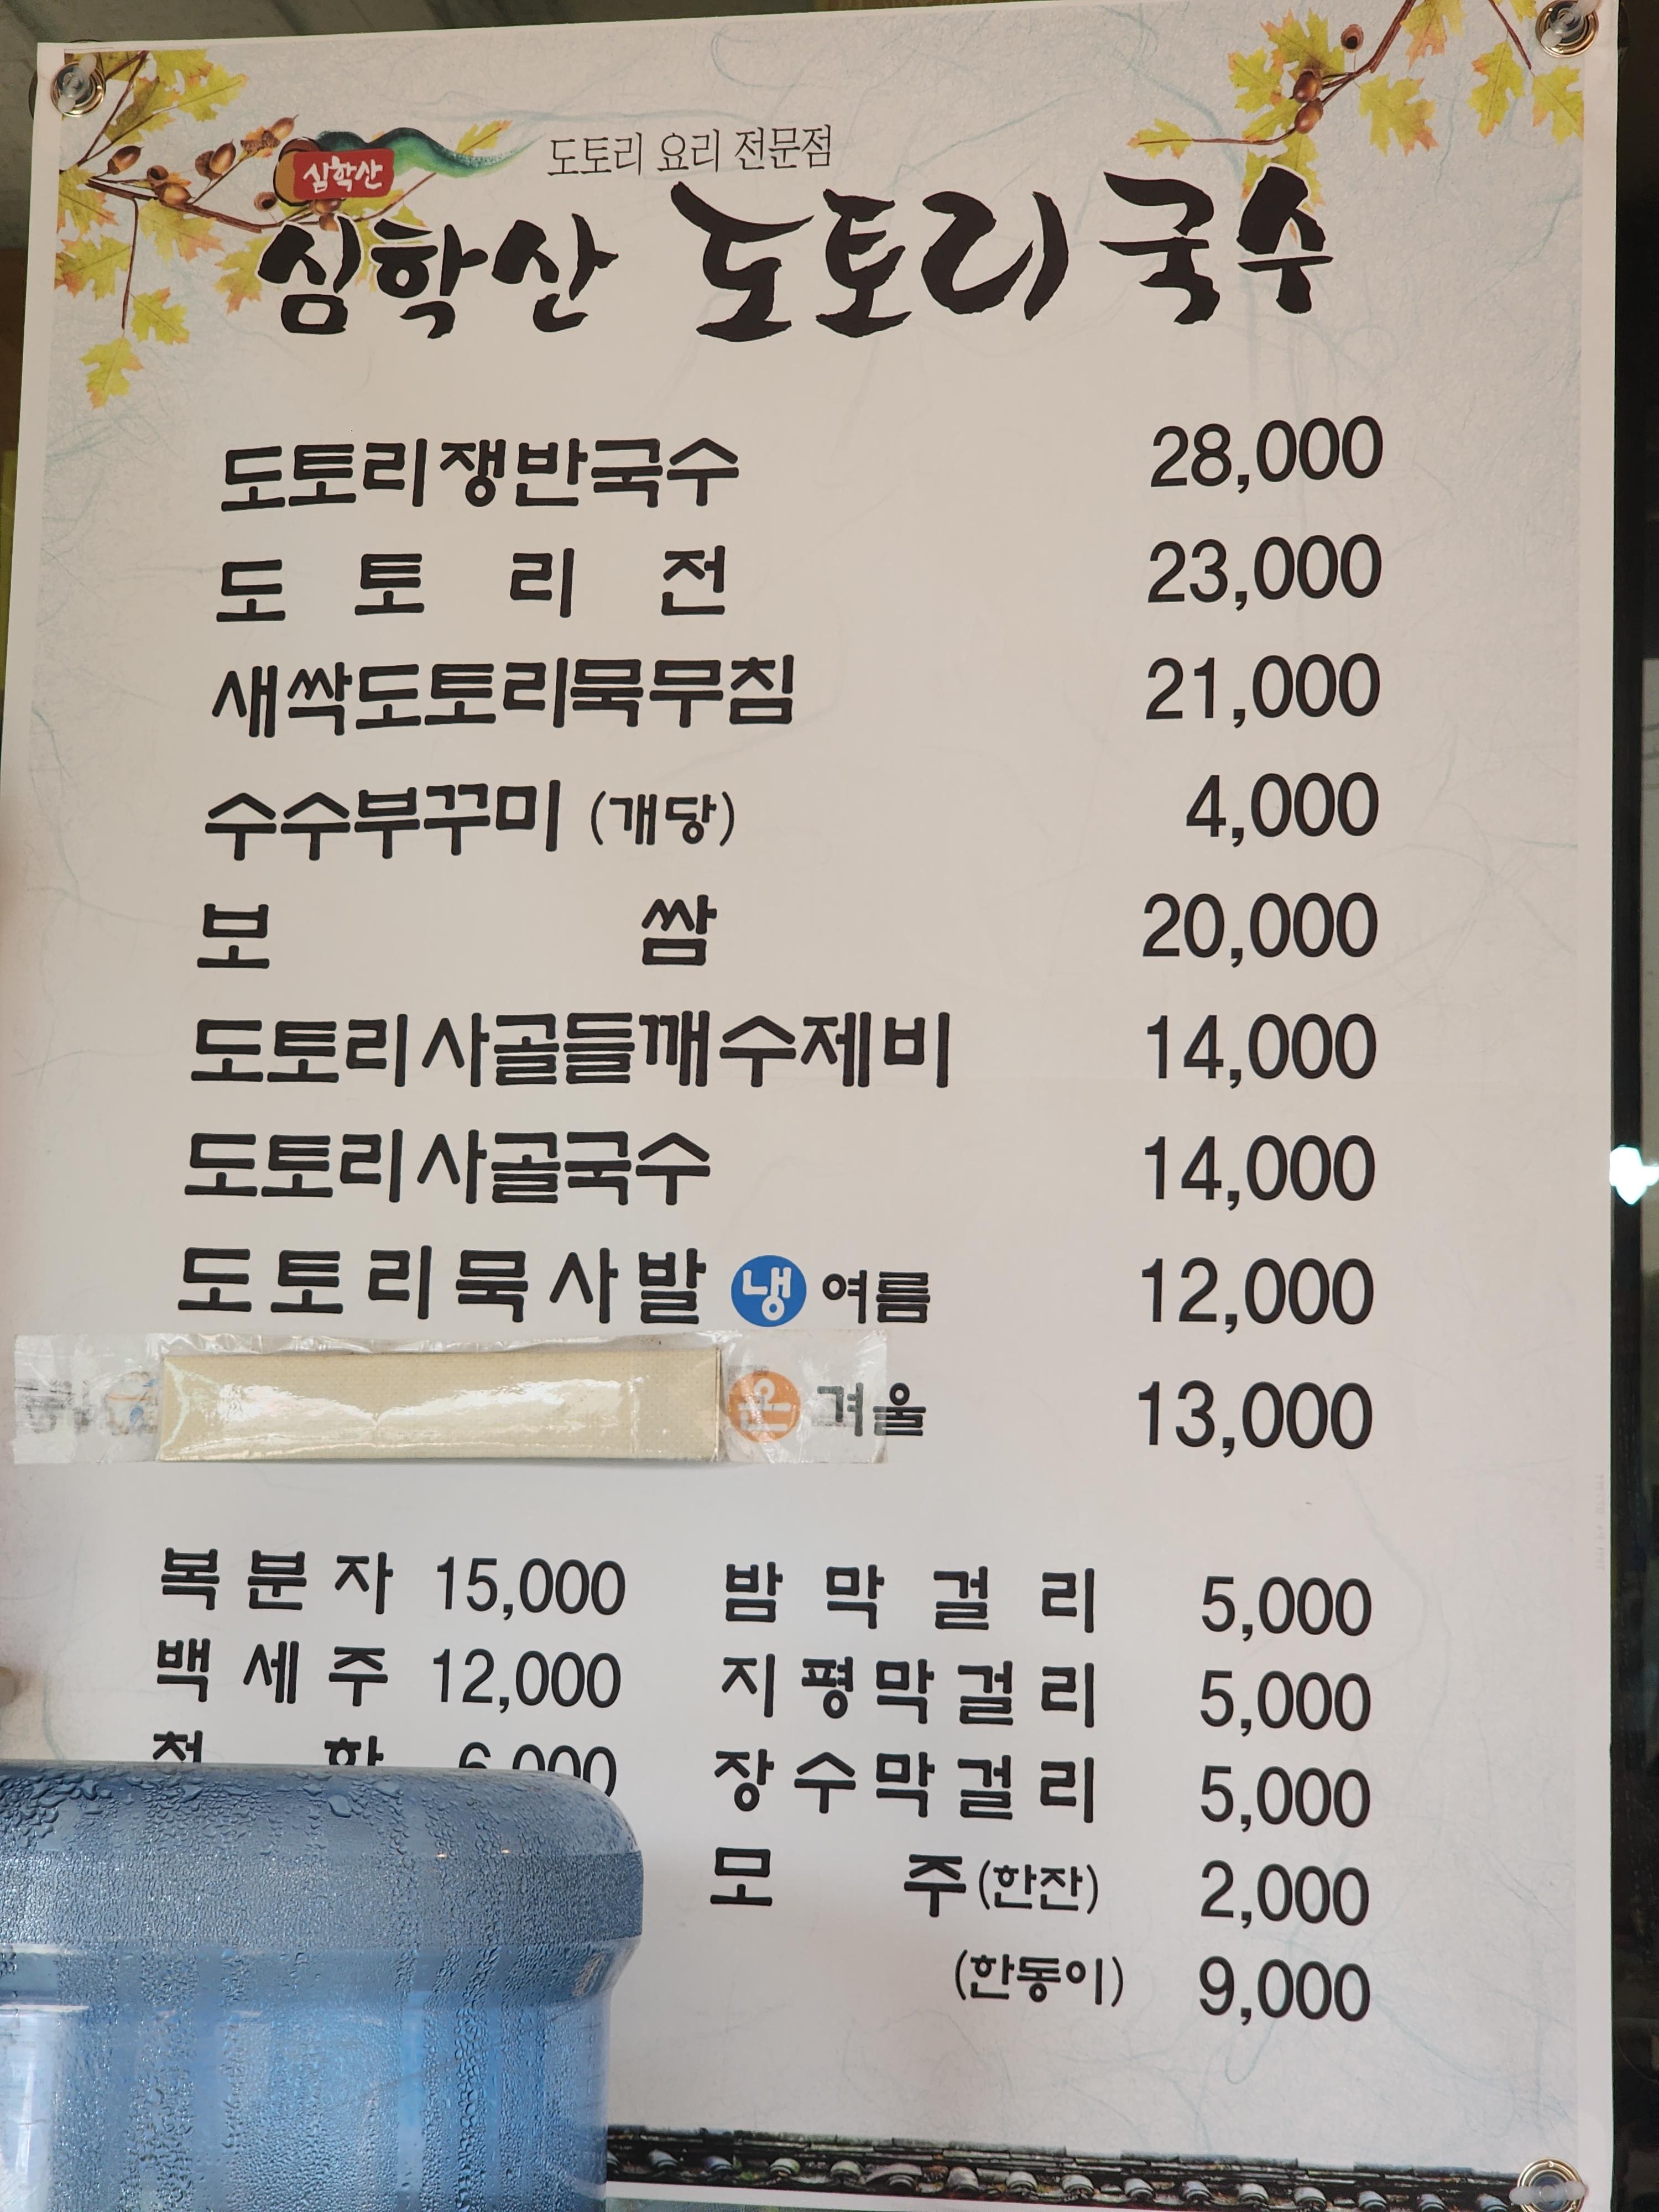 심학산
도토리 요리 전문점
심학산 도토리국수
도토리쟁반국수 28,000
도토리전 23,000
새싹도토리묵무침 21,000
수수부꾸미 (개당) 4,000
보쌈 20,000
도토리사골들깨수제비 14,000
도토리사골국수 14,000
도토리묵사발 냉 여름 12,000
온 겨울 13,000
복분자 15,000 밤막걸리 5,000
백세주 12,000 지평막걸리 5,000
6,000 장수막걸리 5,000
모주 (한잔) 2,000
(한동이) 9,000